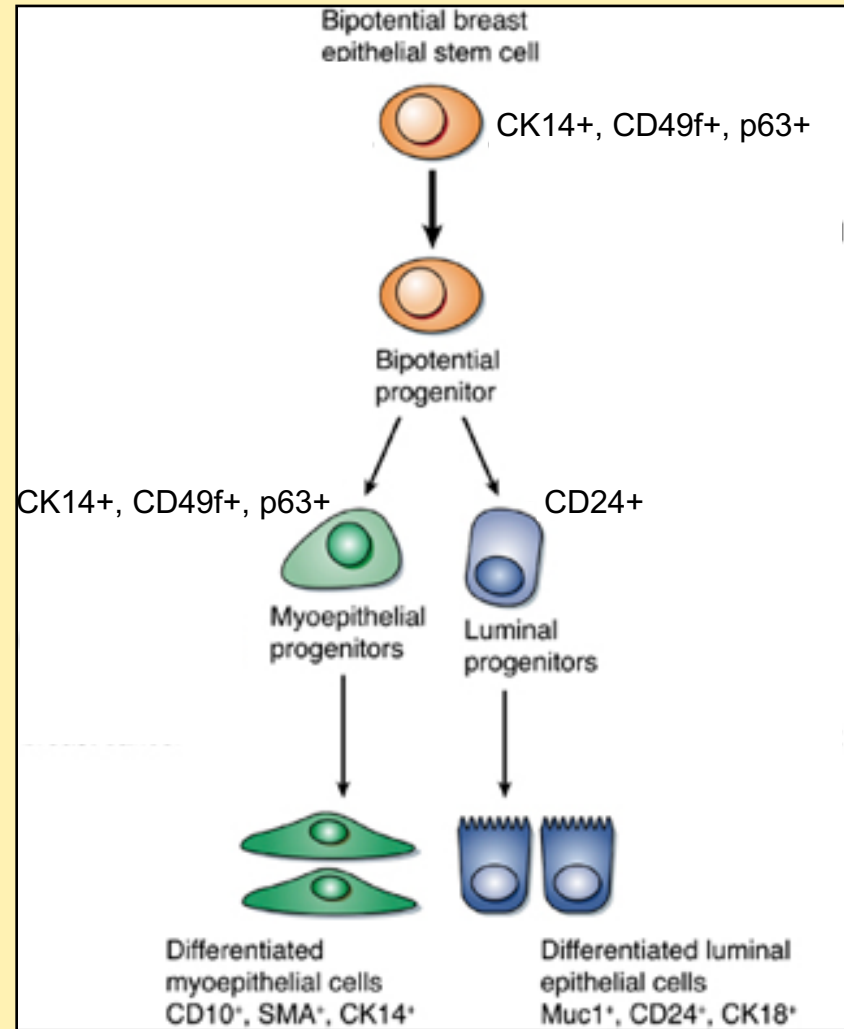 Bipotential breast
epithelial stem cell
CK14+, CD49f+, p63+
Bipotential
progenitor
CK14+, CD49f+, p63+
CD24+
Myoepithelial
progenitors
Luminal
progenitors
Differentiated
myoepithelial cells
CD10⁺, SMA⁺, CK14⁺
Differentiated luminal
epithelial cells
Muc1⁺, CD24⁺, CK18⁺